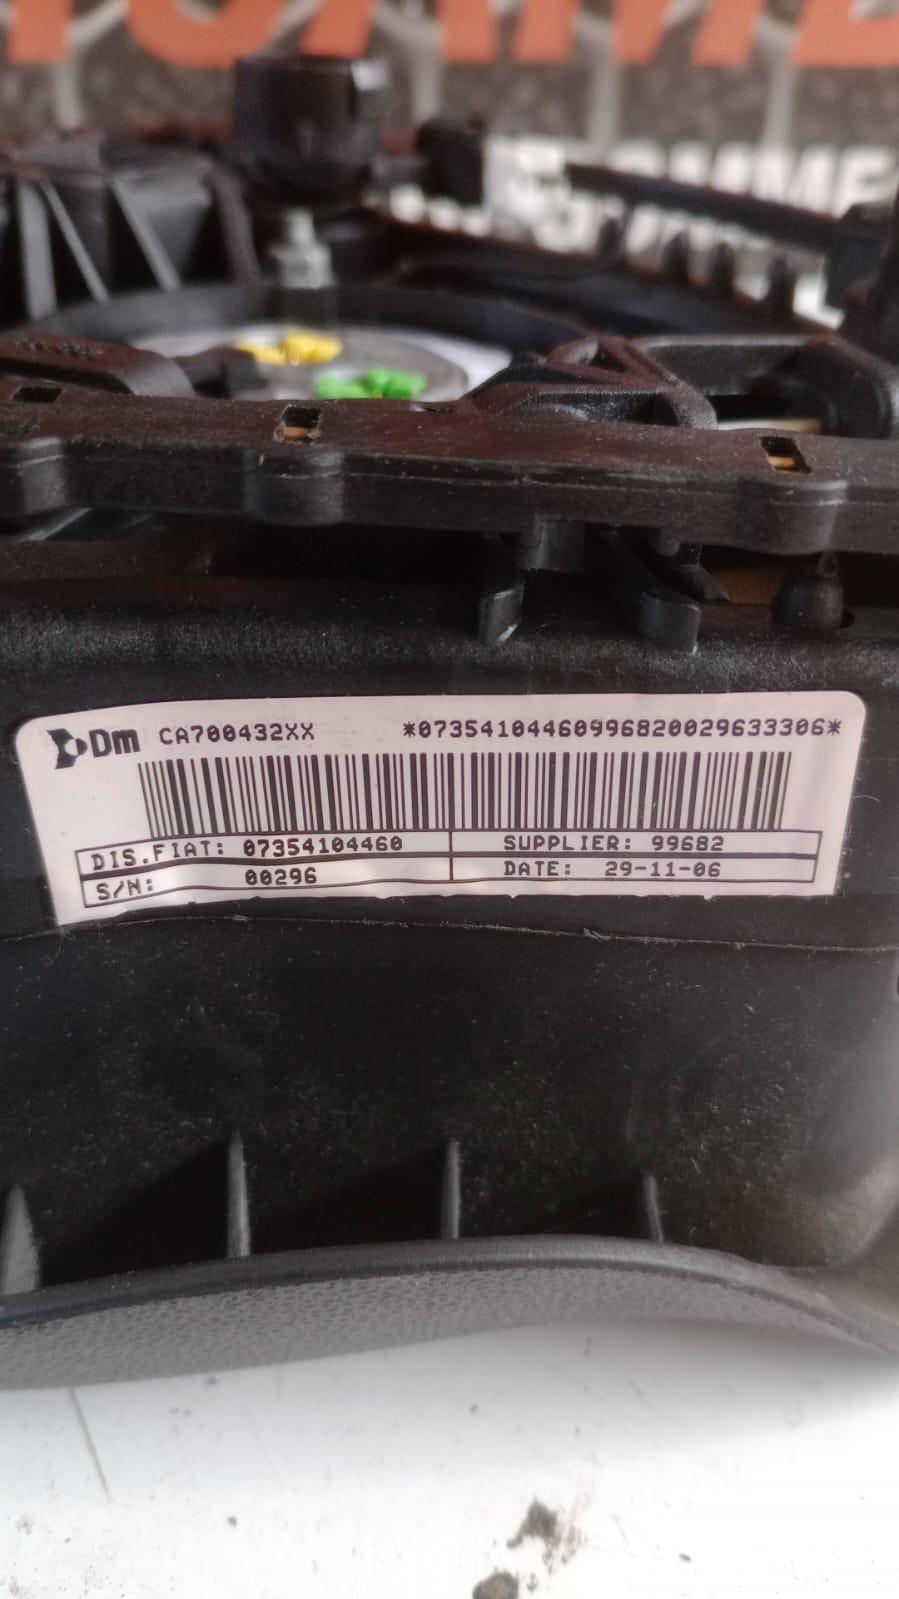 Dm CA700432XX *07354104460996820029633306*
DIS.FIAT: 07354104460 SUPPLIER: 99682
S/N: 00296 DATE: 29-11-06